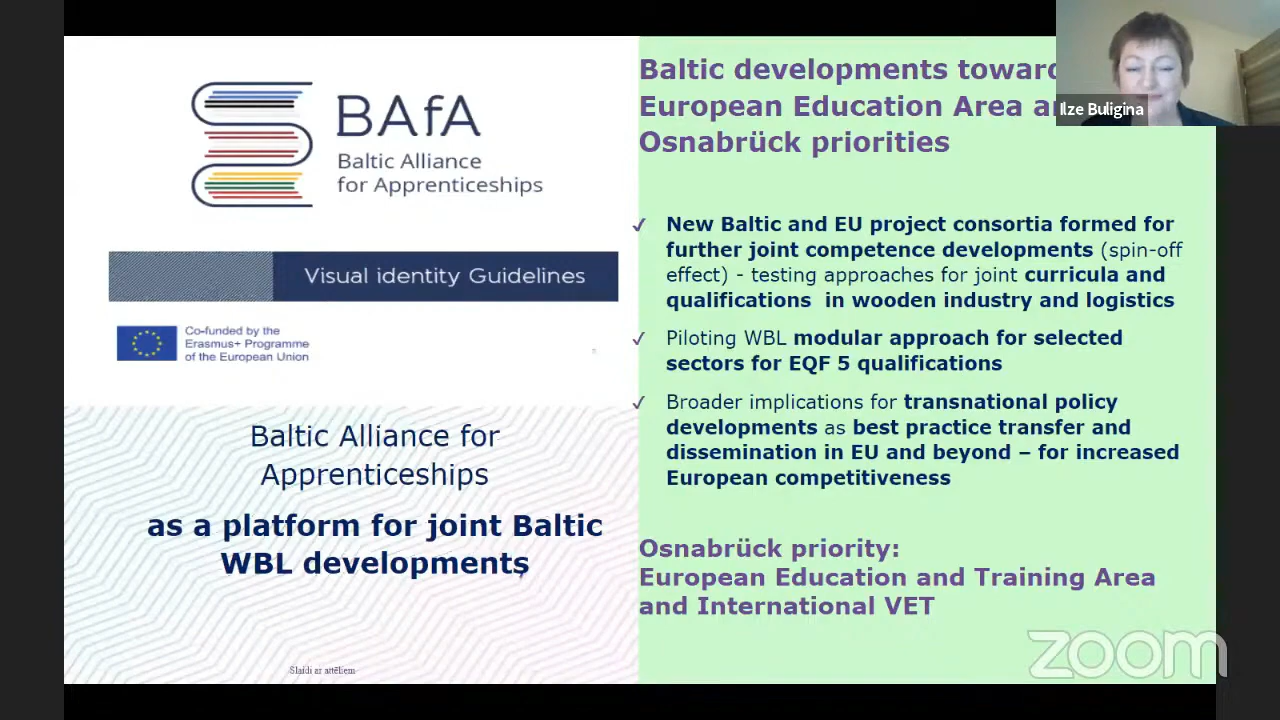 BAfA
Baltic Alliance
for Apprenticeships
Visual identity Guidelines
Co-funded by the
Erasmus+ Programme
of the European Union
Baltic Alliance for
Apprenticeships
as a platform for joint Baltic
WBL developments
Slaidi ar attēliem
Baltic developments
European Education Area
Osnabrück priorities
✓ New Baltic and EU project consortia formed for
further joint competence developments (spin-off
effect) - testing approaches for joint curricula and
qualifications in wooden industry and logistics
✓ Piloting WBL modular approach for selected
sectors for EQF 5 qualifications
✓ Broader implications for transnational policy
developments as best practice transfer and
dissemination in EU and beyond – for increased
European competitiveness
Osnabrück priority:
European Education and Training Area
and International VET
Ilze Buligina
zoom